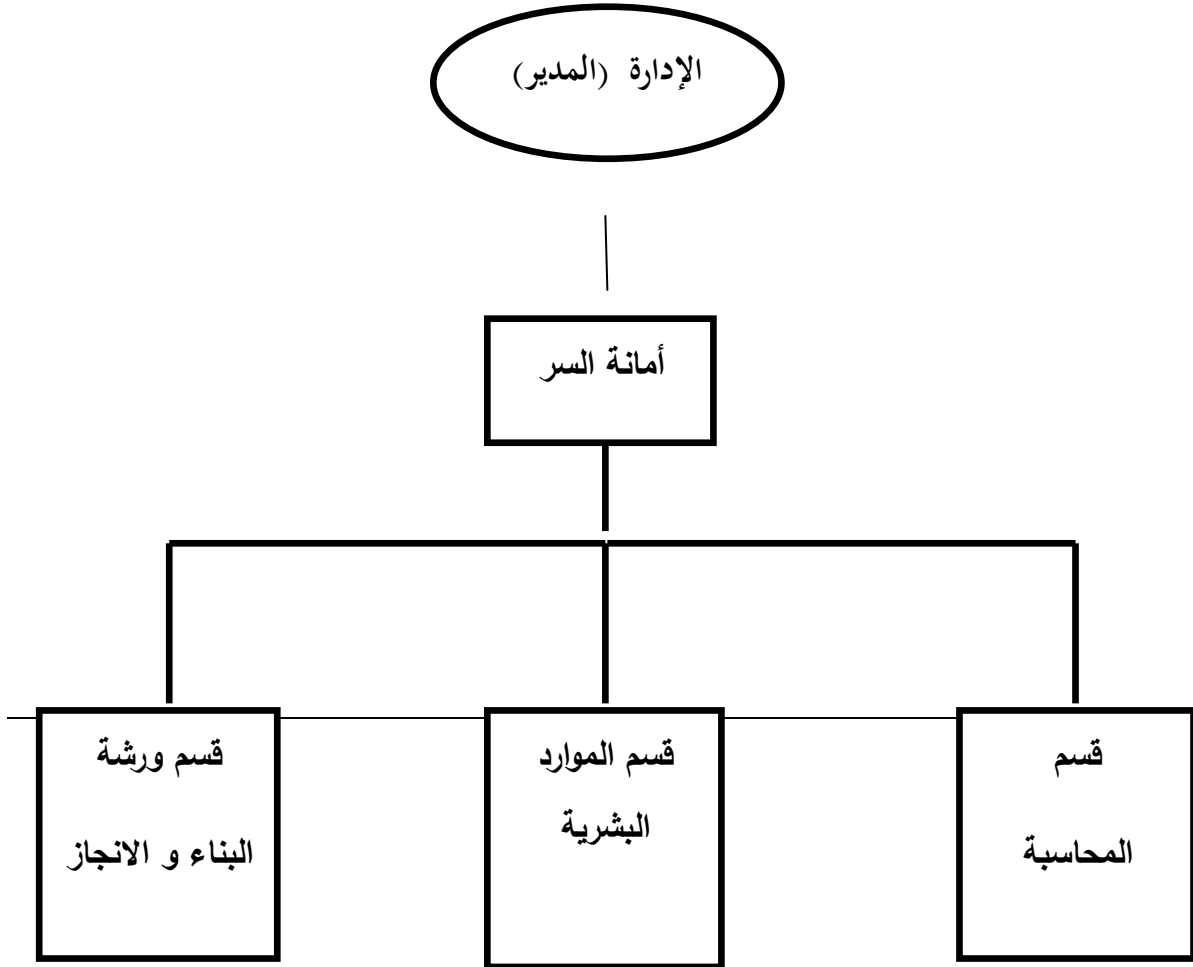 الإدارة (المدير)
أمانة السر
قسم
المحاسبة
قسم الموارد
البشرية
قسم ورشة
البناء و الانجاز